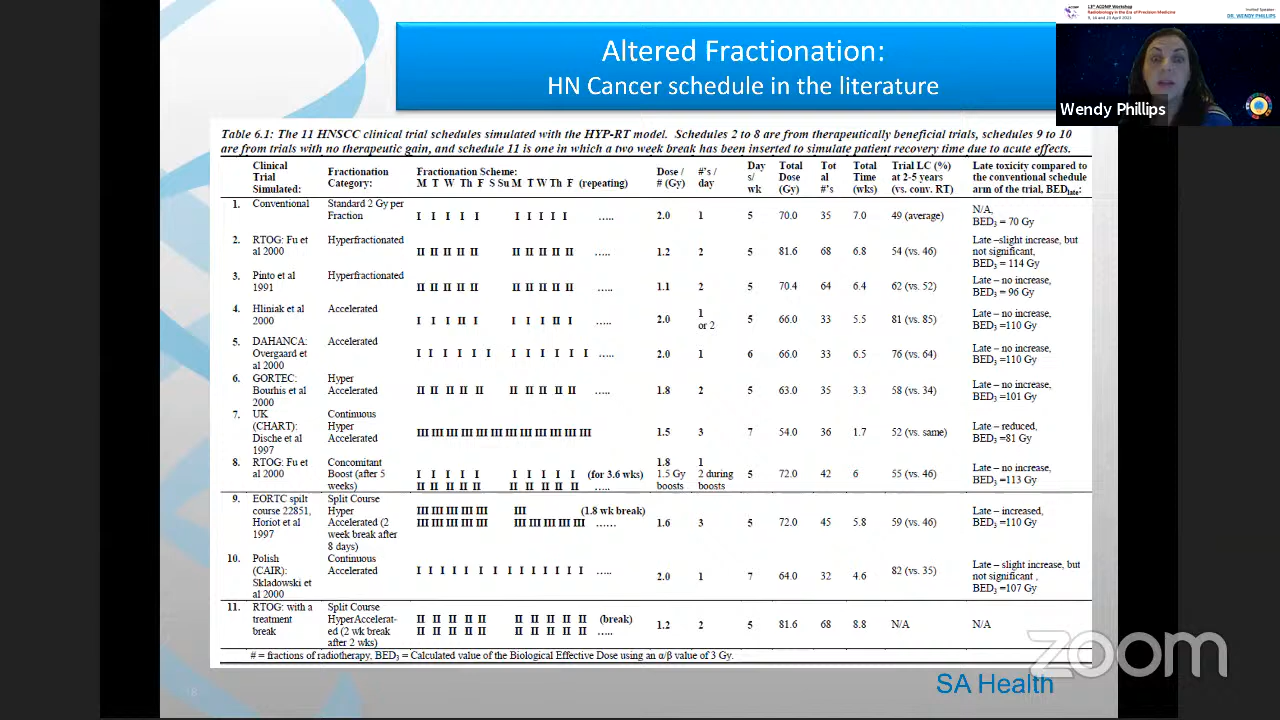 13th ACOMP Workshop
Radiobiology in the Era of Precision Medicine
Invited Speaker
DR. WENDY PHILLIPS
Wendy Phillips
Altered Fractionation:
HN Cancer schedule in the literature
Table 6.1: The 11 HNSCC clinical trial schedules simulated with the HYP-RT model. Schedules 2 to 8 are from therapeutically beneficial trials, schedules 9 to 10
are from trials with no therapeutic gain, and schedule 11 is one in which a two week break has been inserted to simulate patient recovery time due to acute effects.
Clinical Trial Simulated: Fractionation Category: Fractionation Scheme: M T W Th F S Su M T W Th F (repeating) Dose / # (Gy) #'s / day Day s/ wk Total Dose (Gy) Tot al #'s Total Time (wks) Trial LC (%) at 2-5 years (vs. conv. RT) Late toxicity compared to the conventional schedule arm of the trial, BEDlate:
1. Conventional Standard 2 Gy per Fraction I I I I I I I I I I ….. 2.0 1 5 70.0 35 7.0 49 (average) N/A, BED3 = 70 Gy
2. RTOG: Fu et al 2000 Hyperfractionated II II II II II II II II II II ….. 1.2 2 5 81.6 68 6.8 54 (vs. 46) Late –slight increase, but not significant, BED3 = 114 Gy
3. Pinto et al 1991 Hyperfractionated II II II II II II II II II II ….. 1.1 2 5 70.4 64 6.4 62 (vs. 52) Late – no increase, BED3 = 96 Gy
4. Hliniak et al 2000 Accelerated I I I II I I I I II I ….. 2.0 1 or 2 5 66.0 33 5.5 81 (vs. 85) Late – no increase, BED3 =110 Gy
5. DAHANCA: Overgaard et al 2000 Accelerated I I I I I I I I I I I I ….. 2.0 1 6 66.0 33 6.5 76 (vs. 64) Late – no increase, BED3 =110 Gy
6. GORTEC: Bourhis et al 2000 Hyper Accelerated II II II II II II II II II II ….. 1.8 2 5 63.0 35 3.3 58 (vs. 34) Late – no increase, BED3 =101 Gy
7. UK (CHART): Dische et al 1997 Continuous Hyper Accelerated III III III III III III III III III III III III 1.5 3 7 54.0 36 1.7 52 (vs. same) Late – reduced, BED3 =81 Gy
8. RTOG: Fu et al 2000 Concomitant Boost (after 5 weeks) I I I I I I I I I I (for 3.6 wks) II II II II II II II II II II ….. 1.8 1.5 Gy boosts 1 2 during boosts 5 72.0 42 6 55 (vs. 46) Late – no increase, BED3 =113 Gy
9. EORTC spilt course 22851, Horiot et al 1997 Split Course Hyper Accelerated (2 week break after 8 days) III III III III III III (1.8 wk break) III III III III III III III III III III …… 1.6 3 5 72.0 45 5.8 59 (vs. 46) Late – increased, BED3 =110 Gy
10. Polish (CAIR): Skladowski et al 2000 Continuous Accelerated I I I I I I I I I I I I I I ….. 2.0 1 7 64.0 32 4.6 82 (vs. 35) Late – slight increase, but not significant , BED3 =107 Gy
11. RTOG: with a treatment break Split Course HyperAccelerat-ed (2 wk break after 2 wks) II II II II II II II II II II (break) II II II II II II II II II II ….. 1.2 2 5 81.6 68 8.8 N/A N/A
# = fractions of radiotherapy, BED3 = Calculated value of the Biological Effective Dose using an α/β value of 3 Gy.
zoom
SA Health
18